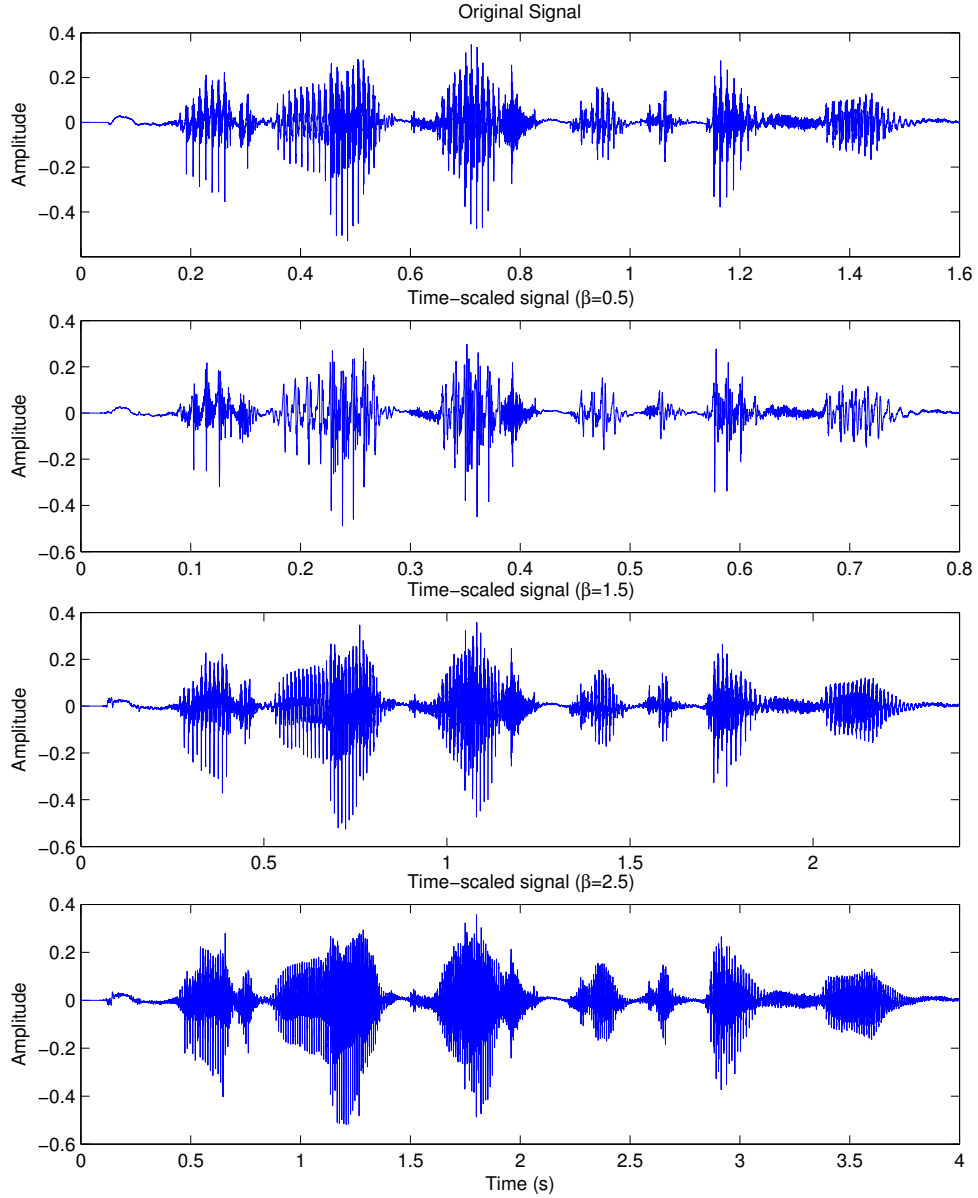 Original Signal
0.4
0.2
0
−0.2
−0.4
Amplitude
0 0.2 0.4 0.6 0.8 1 1.2 1.4 1.6
Time−scaled signal (β=0.5)
0.4
0.2
0
−0.2
−0.4
−0.6
Amplitude
0 0.1 0.2 0.3 0.4 0.5 0.6 0.7 0.8
Time−scaled signal (β=1.5)
0.4
0.2
0
−0.2
−0.4
−0.6
Amplitude
0 0.5 1 1.5 2
Time−scaled signal (β=2.5)
0.4
0.2
0
−0.2
−0.4
−0.6
Amplitude
0 0.5 1 1.5 2 2.5 3 3.5 4
Time (s)